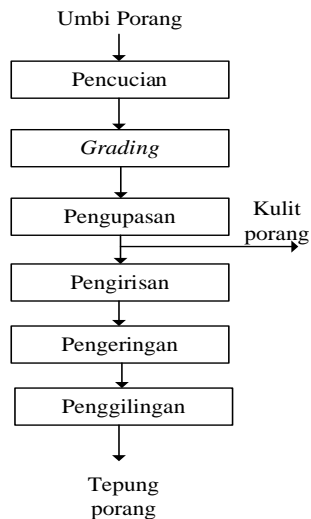 Umbi Porang
Pencucian
Grading
Pengupasan
Kulit
porang
Pengirisan
Pengeringan
Penggilingan
Tepung
porang